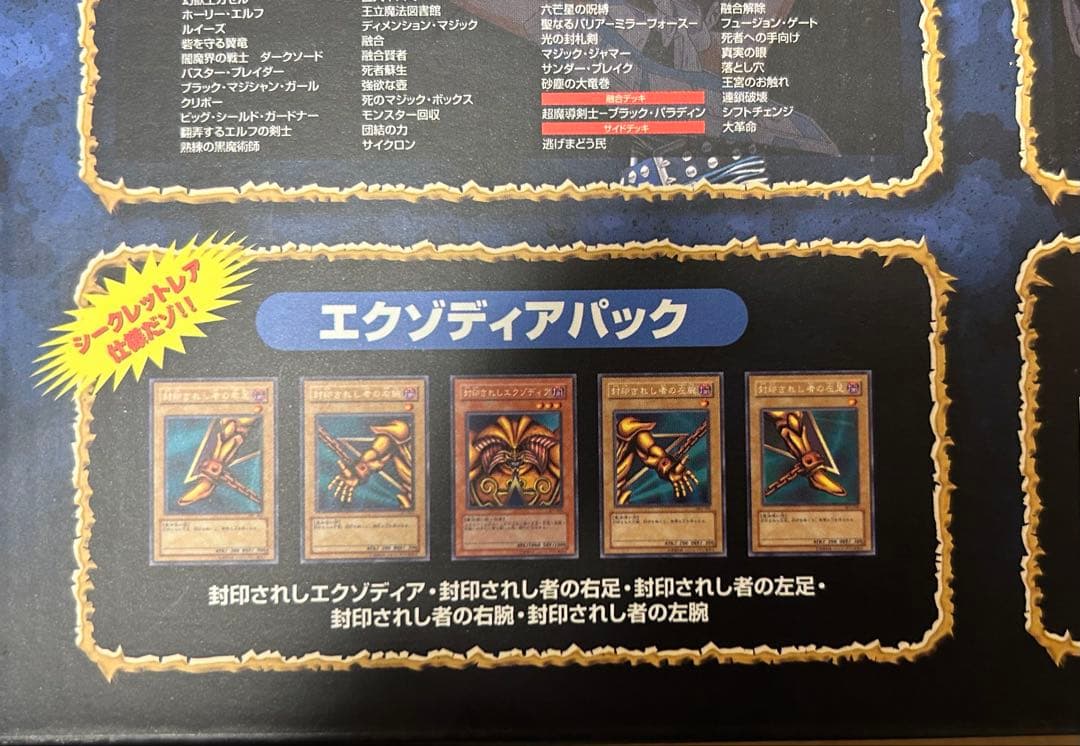 ホーリー・エルフ
ルイーズ
砦を守る翼竜
闇魔界の戦士 ダークソード
バスター・ブレイダー
ブラック・マジシャン・ガール
クリボー
ビッグ・シールド・ガードナー
翻弄するエルフの剣士
熟練の黒魔術師
王立魔法図書館
ディメンション・マジック
融合
融合賢者
死者蘇生
強欲な壺
死のマジック・ボックス
モンスター回収
団結の力
サイクロン
六芒星の呪縛
聖なるバリアーミラーフォースー
光の封札剣
マジック・ジャマー
サンダー・ブレイク
砂塵の大竜巻
融合デッキ
超魔導剣士ーブラック・パラディン
サイドデッキ
逃げまどう民
融合解除
フュージョン・ゲート
死者への手向け
真実の眼
落とし穴
王宮のお触れ
連鎖破壊
シフトチェンジ
大革命
シークレットレア
仕様だゾ!!
エクゾディアパック
封印されし者の右足
封印されし者の右腕
封印されしエクゾディア
封印されし者の左腕
封印されし者の左足
封印されしエクゾディア・封印されし者の右足・封印されし者の左足・
封印されし者の右腕・封印されし者の左腕